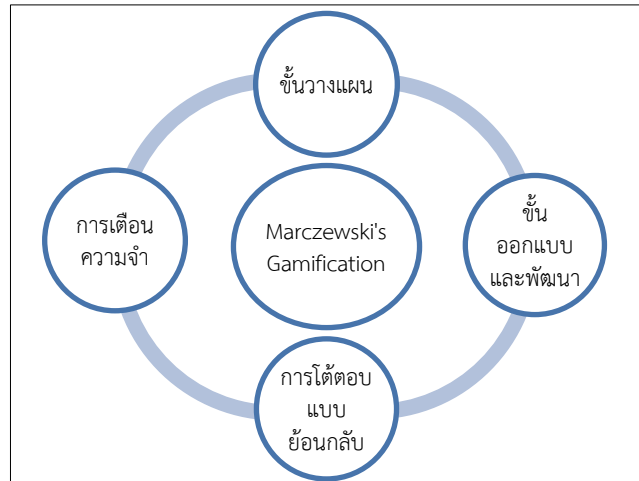 ขั้นวางแผน
การเตือน
ความจำ
Marczewski's
Gamification
ขั้น
ออกแบบ
และพัฒนา
การโต้ตอบ
แบบ
ย้อนกลับ